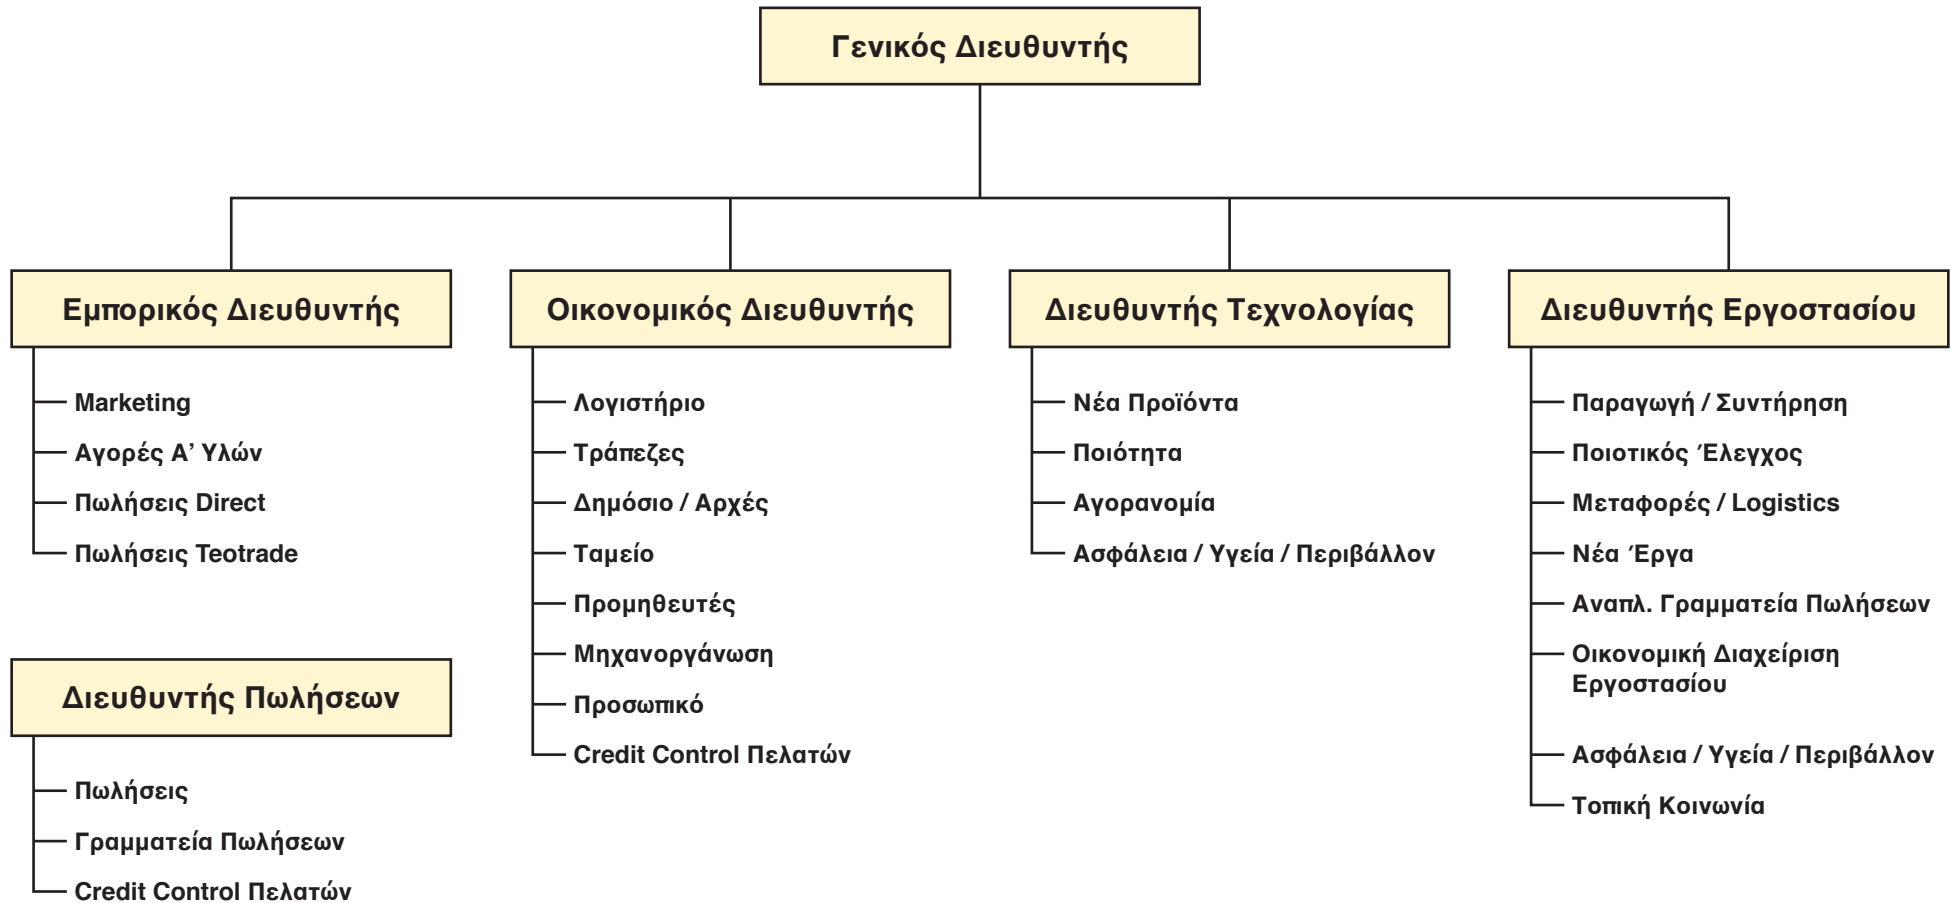 Γενικός Διευθυντής
Εμπορικός Διευθυντής
Marketing
Αγορές Α' Υλών
Πωλήσεις Direct
Πωλήσεις Teotrade
Διευθυντής Πωλήσεων
Πωλήσεις
Γραμματεία Πωλήσεων
Credit Control Πελατών
Οικονομικός Διευθυντής
Λογιστήριο
Τράπεζες
Δημόσιο / Αρχές
Ταμείο
Προμηθευτές
Μηχανοργάνωση
Προσωπικό
Credit Control Πελατών
Διευθυντής Τεχνολογίας
Νέα Προϊόντα
Ποιότητα
Αγορανομία
Ασφάλεια / Υγεία / Περιβάλλον
Διευθυντής Εργοστασίου
Παραγωγή / Συντήρηση
Ποιοτικός Έλεγχος
Μεταφορές / Logistics
Νέα Έργα
Αναπλ. Γραμματεία Πωλήσεων
Οικονομική Διαχείριση
Εργοστασίου
Ασφάλεια / Υγεία / Περιβάλλον
Τοπική Κοινωνία